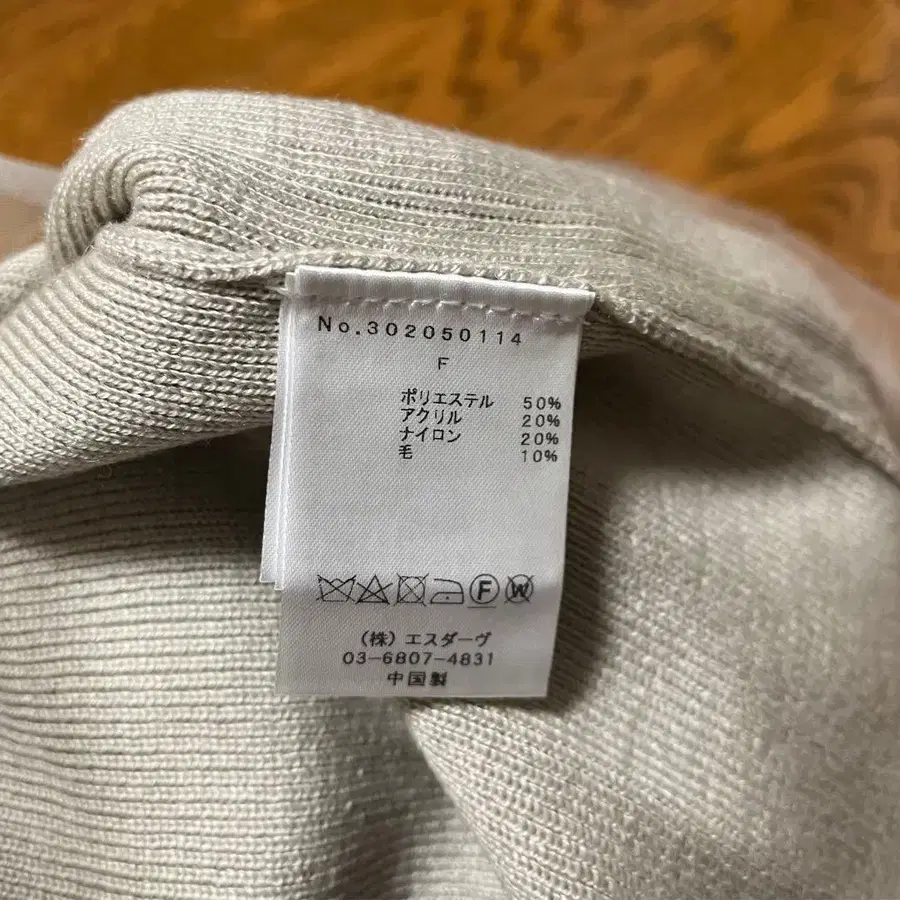 No.302050114
F
ポリエステル 50%
アクリル 20%
ナイロン 20%
毛 10%
F W
(株) エスダーヴ
03-6807-4831
中国製